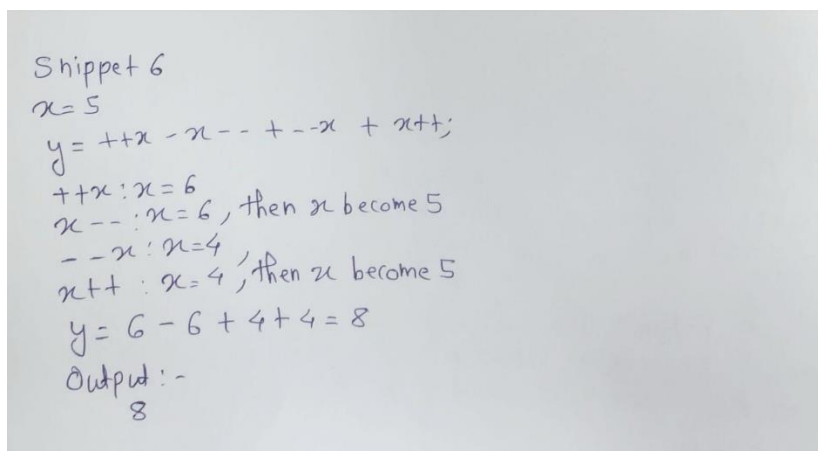 Snippet 6
x= 5
y= ++x - x-- + --x + x++;
++x : x = 6
x-- : x= 6, then x become 5
--x : x=4,
x++ : x= 4, then x become 5
y= 6 - 6 + 4 + 4 = 8
Output :-
8